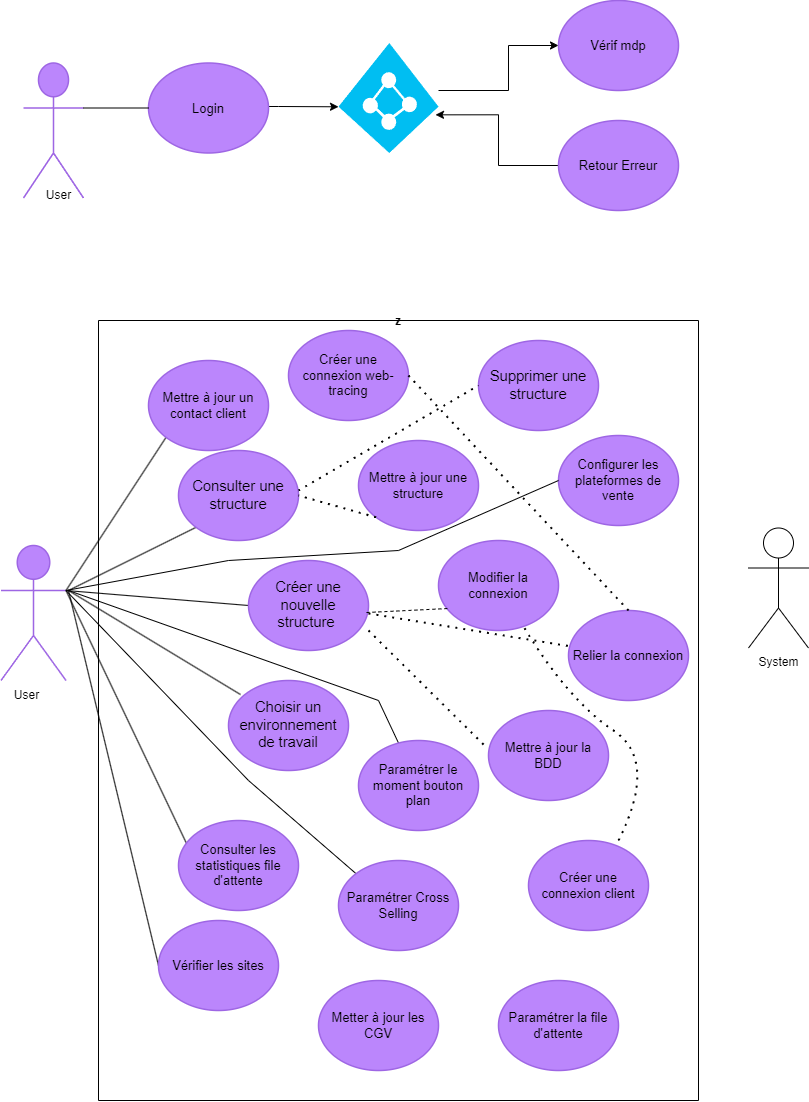 Vérif mdp
Login
Retour Erreur
User
z
Créer une
connexion web-
tracing
Supprimer une
structure
Mettre à jour un
contact client
Consulter une
structure
Mettre à jour une
structure
Configurer les
plateformes de
vente
Créer une
nouvelle
structure
Modifier la
connexion
Relier la connexion
System
User
Choisir un
environnement
de travail
Mettre à jour la
BDD
Paramétrer le
moment bouton
plan
Consulter les
statistiques file
d'attente
Paramétrer Cross
Selling
Créer une
connexion client
Vérifier les sites
Metter à jour les
CGV
Paramétrer la file
d'attente